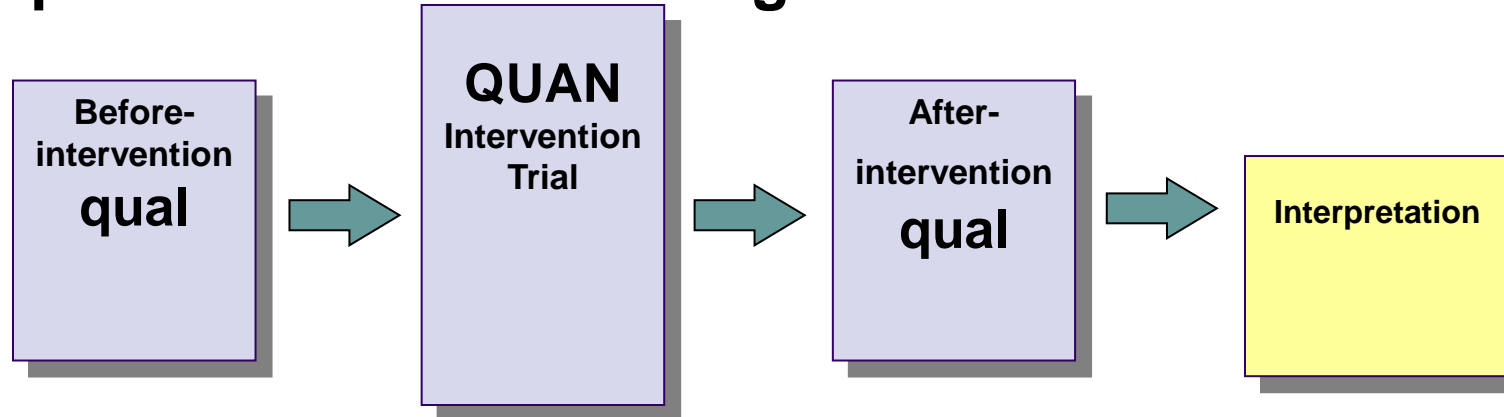 Before-
intervention
qual
QUAN
Intervention
Trial
After-
intervention
qual
Interpretation